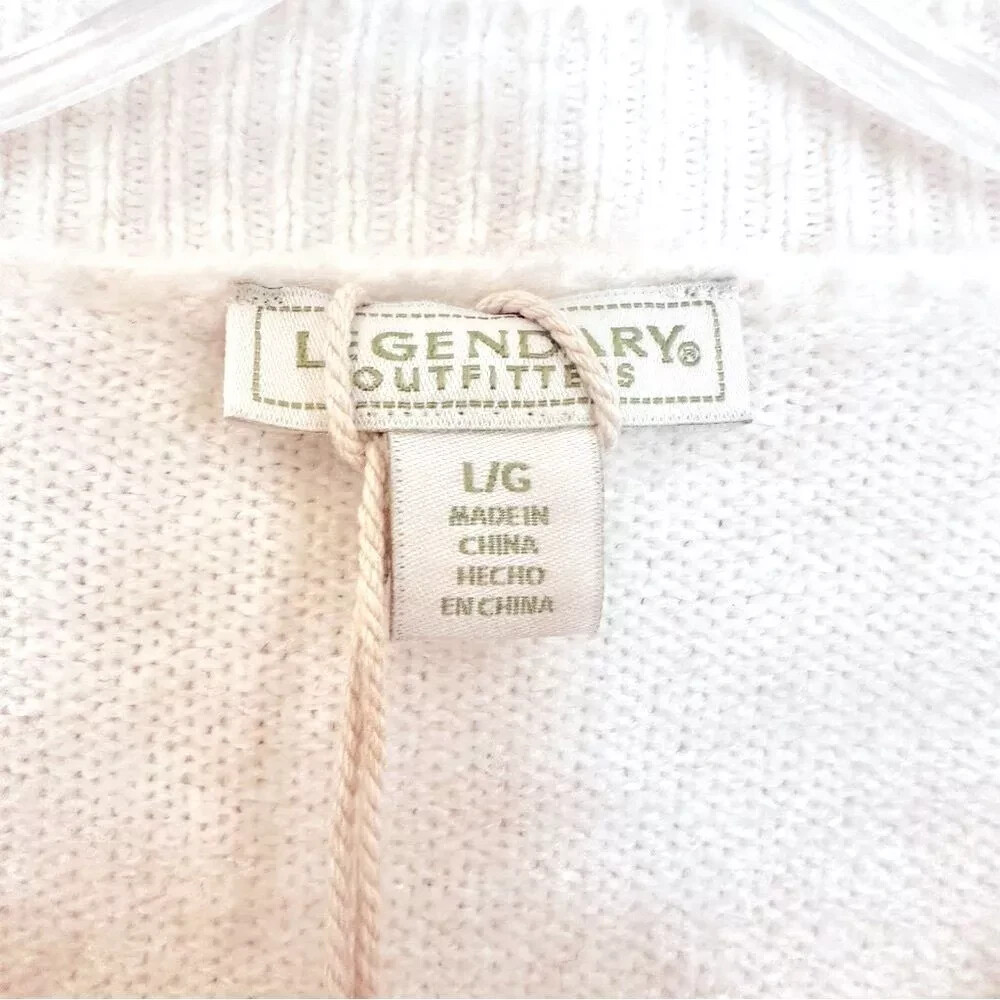 LEGENDARY®
OUTFITTERS
L/G
MADE IN
CHINA
HECHO
EN CHINA